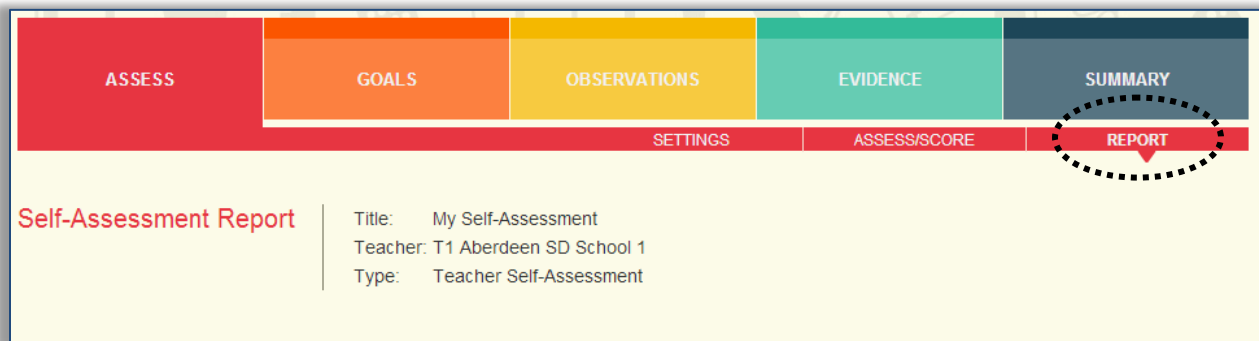 ASSESS GOALS OBSERVATIONS EVIDENCE SUMMARY
SETTINGS ASSESS/SCORE REPORT
Self-Assessment Report
Title: My Self-Assessment
Teacher: T1 Aberdeen SD School 1
Type: Teacher Self-Assessment